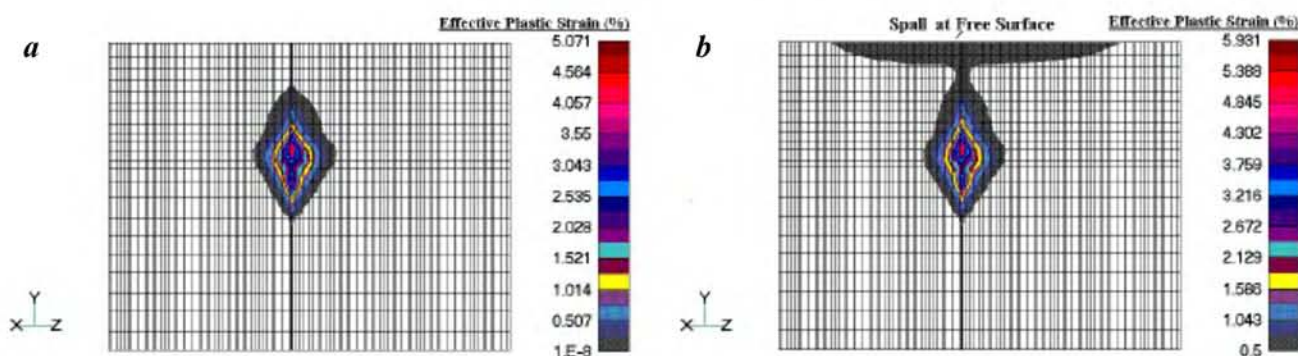 a
Effective Plastic Strain (%)
5.071
4.564
4.057
3.55
3.043
2.535
2.028
1.521
1.014
0.507
1E-8
Y
X Z
b
Spall at Free Surface
Effective Plastic Strain (%)
5.931
5.388
4.845
4.302
3.759
3.216
2.672
2.129
1.586
1.043
0.5
Y
X Z